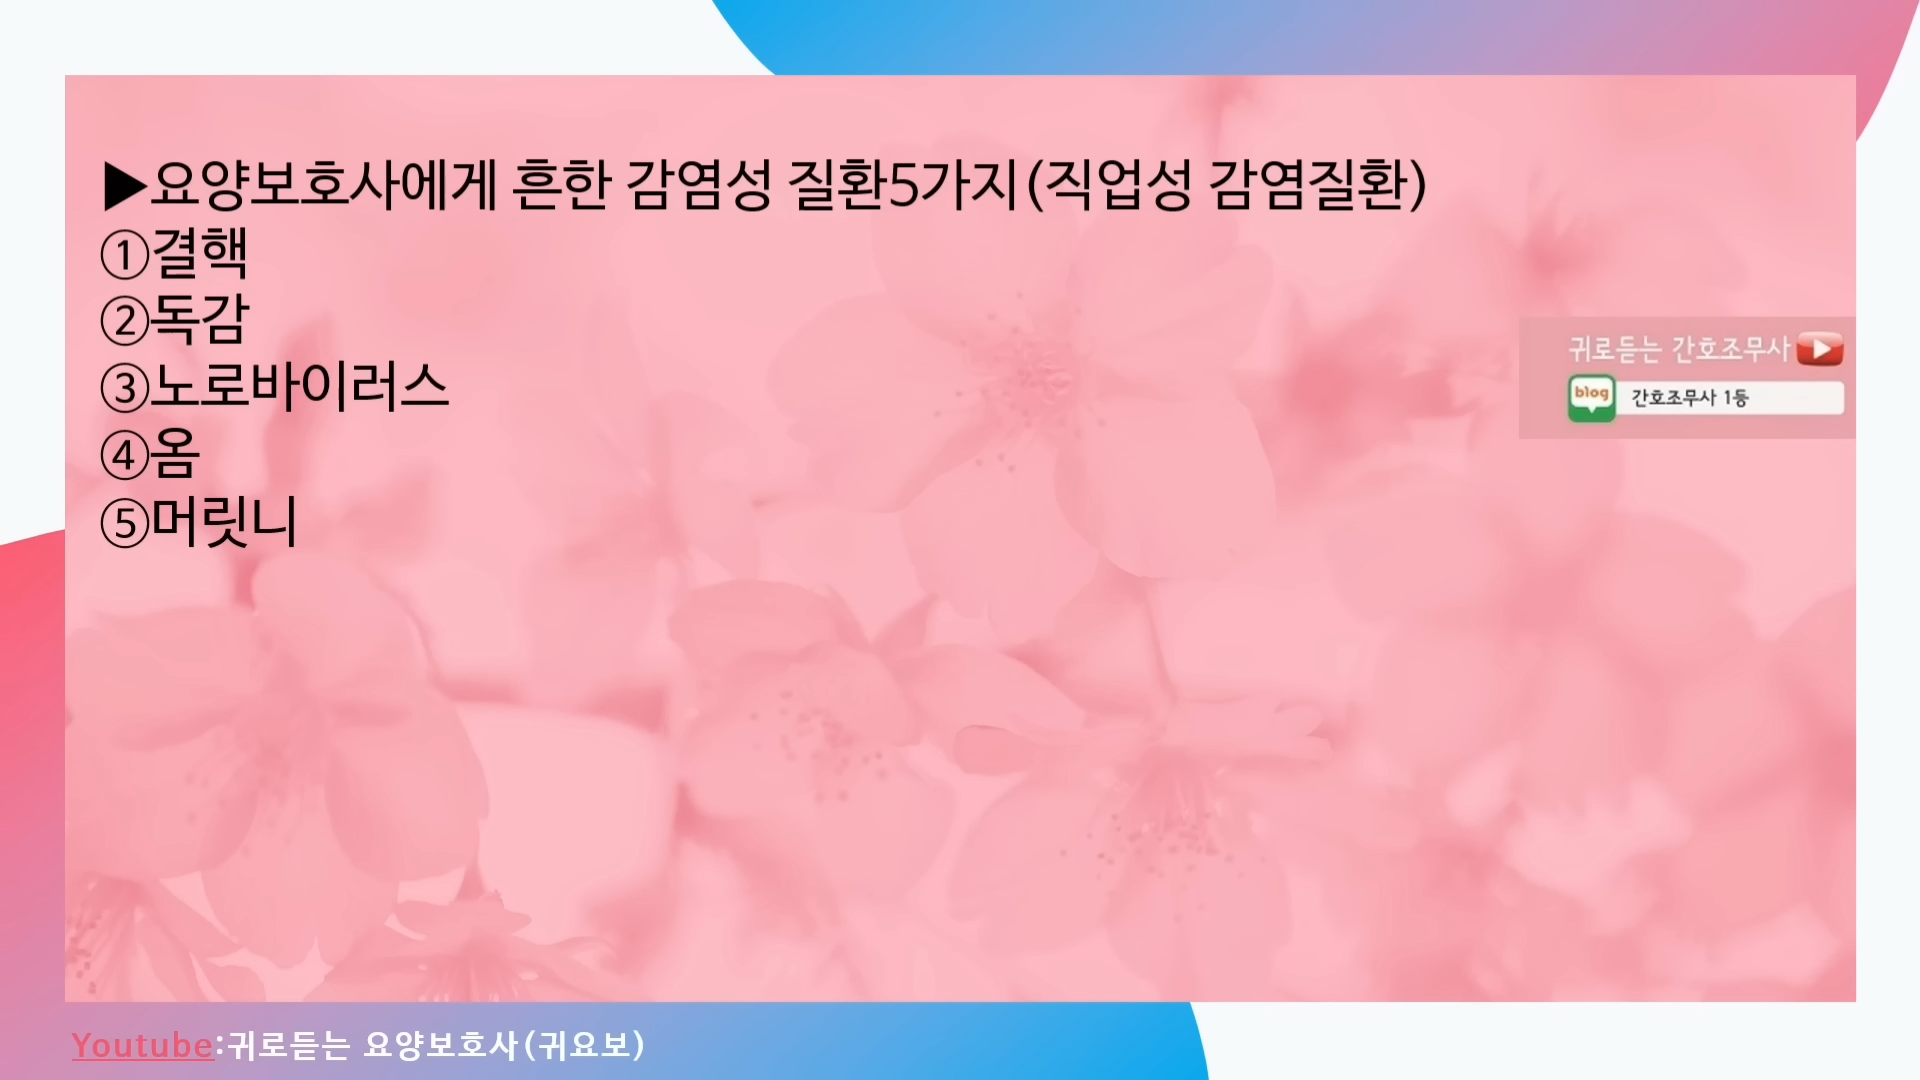 ▶요양보호사에게 흔한 감염성 질환5가지(직업성 감염질환)
①결핵
②독감
③노로바이러스
④옴
⑤머릿니
귀로듣는 간호조무사
blog 간호조무사 1등
Youtube:귀로듣는 요양보호사(귀요보)